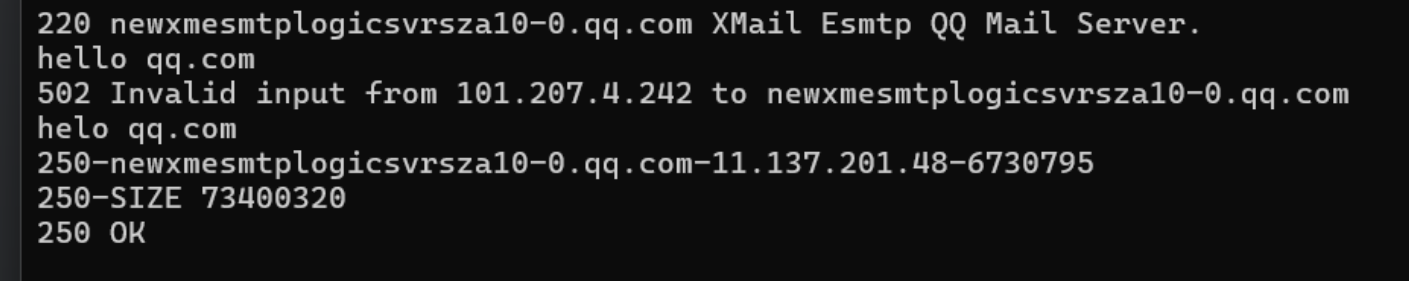 220 newxmesmtplogicsvrsza10-0.qq.com XMail Esmtp QQ Mail Server.
hello qq.com
502 Invalid input from 101.207.4.242 to newxmesmtplogicsvrsza10-0.qq.com
helo qq.com
250-newxmesmtplogicsvrsza10-0.qq.com-11.137.201.48-6730795
250-SIZE 73400320
250 OK